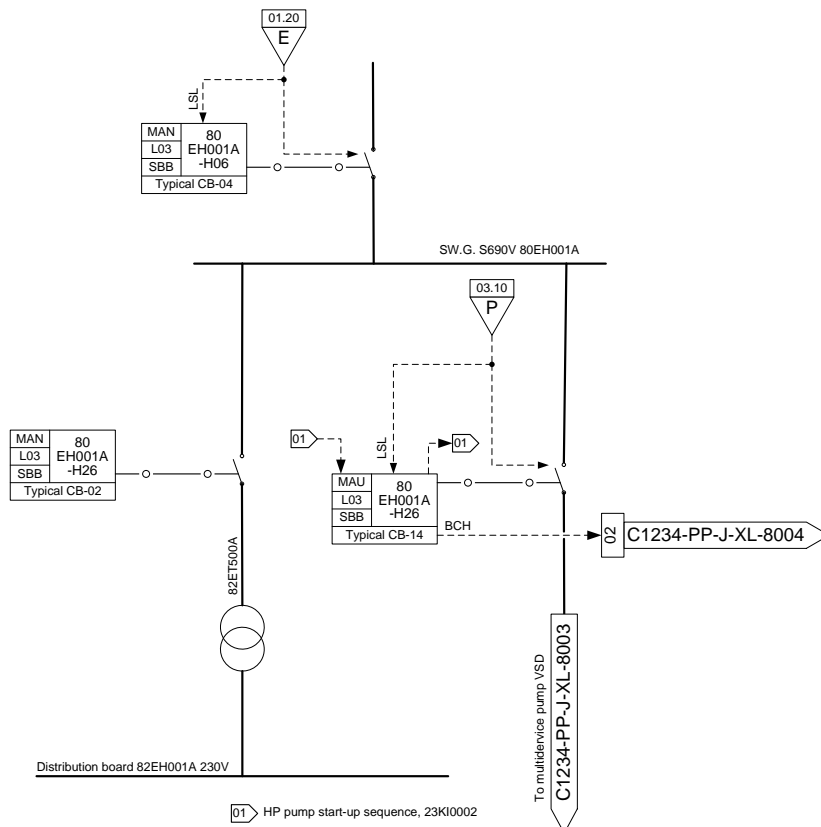 01.20
E
LSL
MAN
L03
SBB
80
EH001A
-H06
Typical CB-04
SW.G. S690V 80EH001A
03.10
P
LSL
01
01
MAN
L03
SBB
80
EH001A
-H26
Typical CB-02
MAU
L03
SBB
80
EH001A
-H26
Typical CB-14
BCH
02
C1234-PP-J-XL-8004
82ET500A
To multidervice pump VSD
C1234-PP-J-XL-8003
Distribution board 82EH001A 230V
01 HP pump start-up sequence, 23KI0002